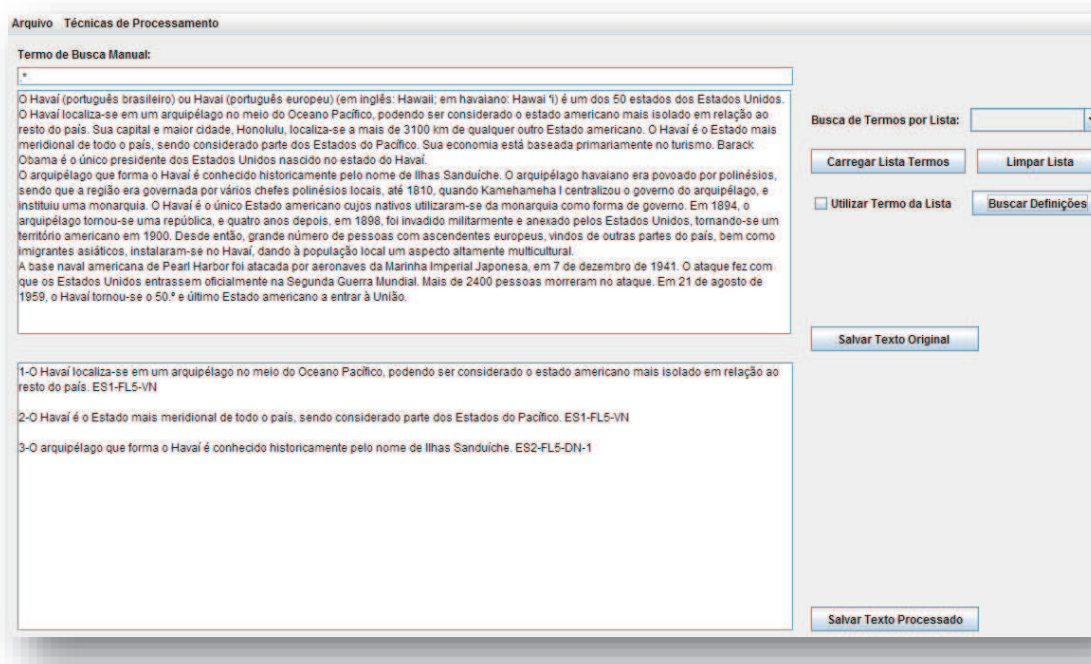 Arquivo Técnicas de Processamento
Termo de Busca Manual:
.*
O Havaí (português brasileiro) ou Havai (português europeu) (em inglês: Hawaii; em havaiano: Hawai 'i) é um dos 50 estados dos Estados Unidos.
O Havaí localiza-se em um arquipélago no meio do Oceano Pacífico, podendo ser considerado o estado americano mais isolado em relação ao
resto do país. Sua capital e maior cidade, Honolulu, localiza-se a mais de 3100 km de qualquer outro Estado americano. O Havaí é o Estado mais
meridional de todo o país, sendo considerado parte dos Estados do Pacífico. Sua economia está baseada primariamente no turismo. Barack
Obama é o único presidente dos Estados Unidos nascido no estado do Havaí.
O arquipélago que forma o Havaí é conhecido historicamente pelo nome de Ilhas Sanduíche. O arquipélago havaiano era povoado por polinésios,
sendo que a região era governada por vários chefes polinésios locais, até 1810, quando Kamehameha I centralizou o governo do arquipélago, e
instituiu uma monarquia. O Havaí é o único Estado americano cujos nativos utilizaram-se da monarquia como forma de governo. Em 1894, o
arquipélago tornou-se uma república, e quatro anos depois, em 1898, foi invadido militarmente e anexado pelos Estados Unidos, tornando-se um
território americano em 1900. Desde então, grande número de pessoas com ascendentes europeus, vindos de outras partes do país, bem como
imigrantes asiáticos, instalaram-se no Havaí, dando à população local um aspecto altamente multicultural.
A base naval americana de Pearl Harbor foi atacada por aeronaves da Marinha Imperial Japonesa, em 7 de dezembro de 1941. O ataque fez com
que os Estados Unidos entrassem oficialmente na Segunda Guerra Mundial. Mais de 2400 pessoas morreram no ataque. Em 21 de agosto de
1959, o Havaí tornou-se o 50.º e último Estado americano a entrar à União.
Busca de Termos por Lista:
Carregar Lista Termos Limpar Lista
Utilizar Termo da Lista Buscar Definições
Salvar Texto Original
1-O Havaí localiza-se em um arquipélago no meio do Oceano Pacífico, podendo ser considerado o estado americano mais isolado em relação ao
resto do país. ES1-FL5-VN
2-O Havaí é o Estado mais meridional de todo o país, sendo considerado parte dos Estados do Pacífico. ES1-FL5-VN
3-O arquipélago que forma o Havaí é conhecido historicamente pelo nome de Ilhas Sanduíche. ES2-FL5-DN-1
Salvar Texto Processado